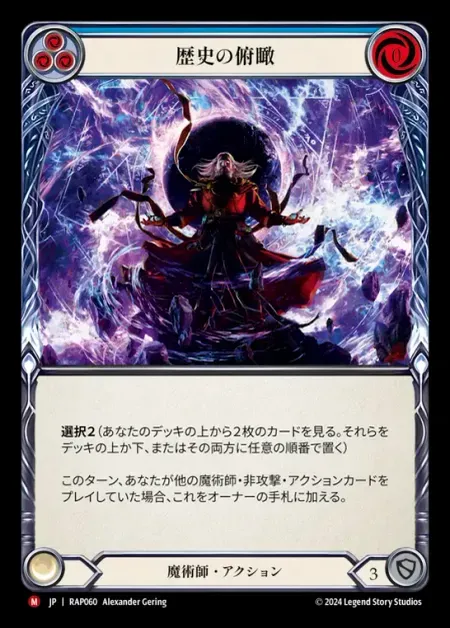 歴史の俯瞰
0
選択2(あなたのデッキの上から2枚のカードを見る。それらを
デッキの上か下、またはその両方に任意の順番で置く)
このターン、あなたが他の魔術師・非攻撃・アクションカードを
プレイしていた場合、これをオーナーの手札に加える。
魔術師・アクション
3
M JP | RAP060 Alexander Gering
© 2024 Legend Story Studios